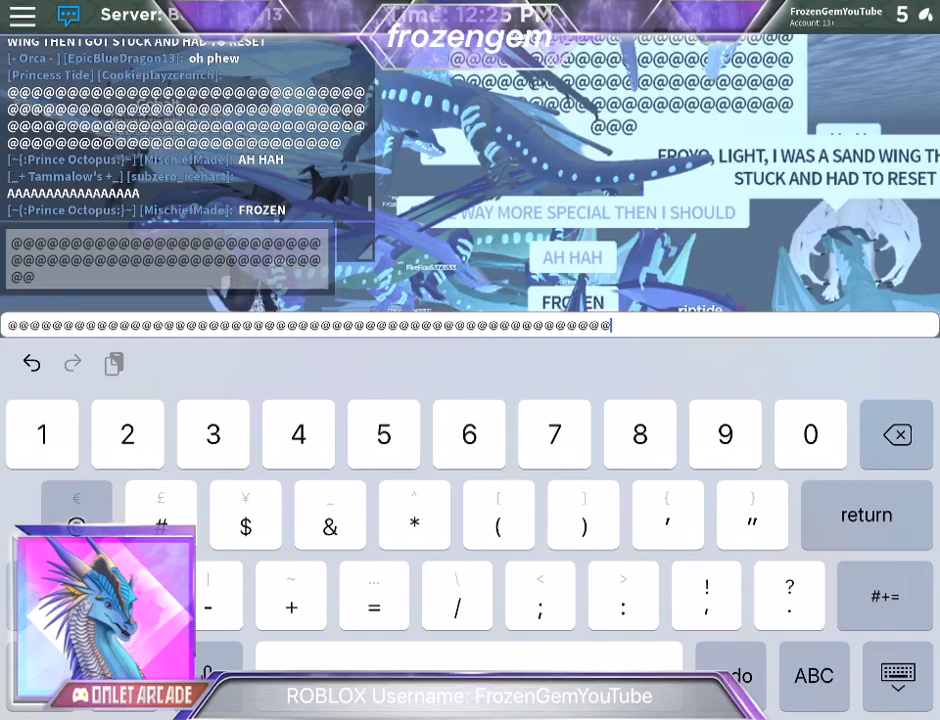 Server: B
13
Time: 12:25 PM
frozengem
FrozenGemYouTube
Account: 13+
5
WING THEN I GOT STUCK AND HAD TO RESET
[- Orca - ] [EpicBlueDragon13]: oh phew
[Princess Tide] [Cookieplayzcrunch]:
@@@@@@@@@@@@@@@@@@@@@@@@@@@@@@
@@@@@@@@@@@@@@@@@@@@@@@@@@@@@@
@@@@@@@@@@@@@@@@@@@@@@@@@@@@@@
@@@@@@@@@@@@@@@@@@@@@@@@@@@@
[~{:Prince Octopus:}~] [MischiefMade]: AH HAH
[_+ Tammalow's +_] [subzero_icehart]:
AAAAAAAAAAAAAAAAA
[~{:Prince Octopus:}~] [MischiefMade]: FROZEN
@@@@@@@@@@@@@@@@@@@@@@@@@@
@@@@@@@@@@@@@@@@@@@@@@@@@@
@@
@@@
FROYO, LIGHT, I WAS A SAND WING TH
STUCK AND HAD TO RESET
WAY MORE SPECIAL THEN I SHOULD
AH HAH
FROZEN
riptide
@@@@@@@@@@@@@@@@@@@@@@@@@@@@@@@@@@@@@@@@@@@@@@@@@@@@@@
1 2 3 4 5 6 7 8 9 0
€ £ ¥ _ ^ [ ] { }
@ # $ & * ( ) ' " return
| ~ … \ < > ! ?
- + = / ; : , . #+=
do ABC
OMLET ARCADE
ROBLOX Username: FrozenGemYouTube